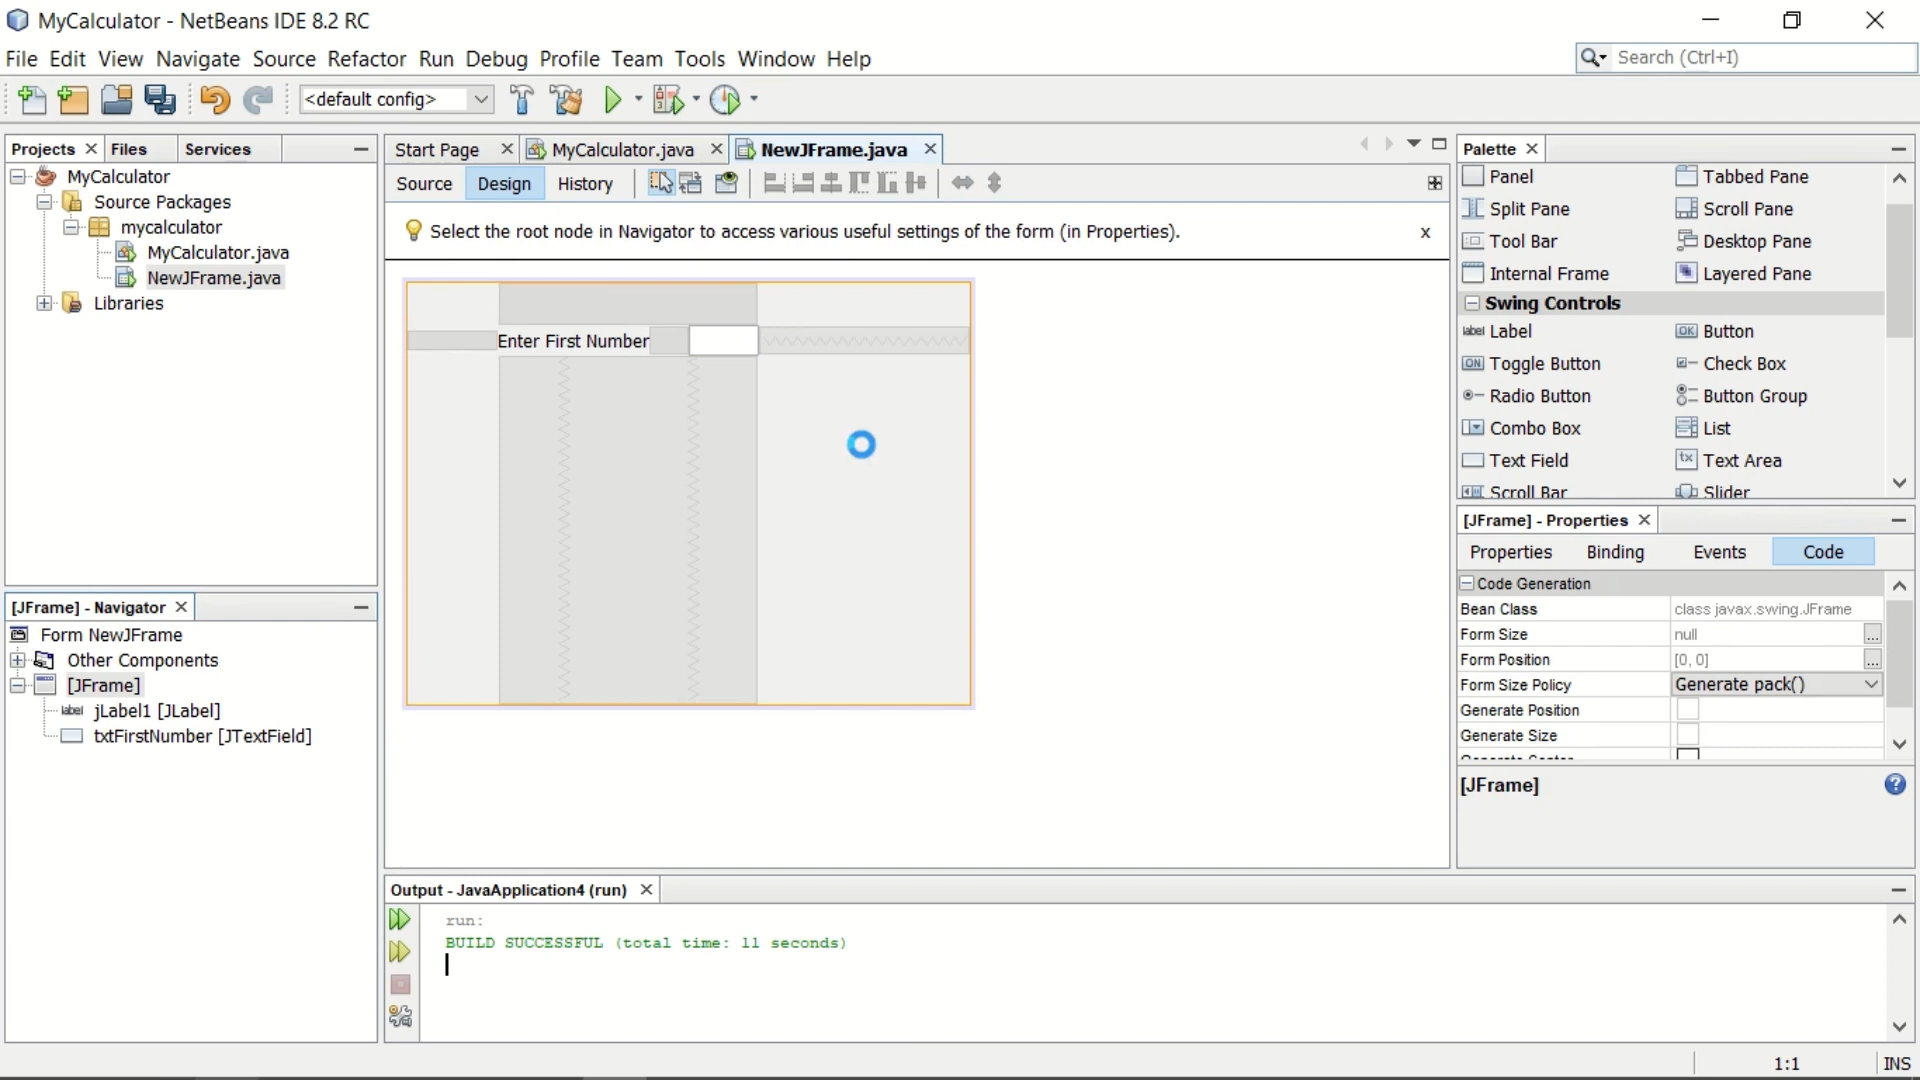 MyCalculator - NetBeans IDE 8.2 RC
File Edit View Navigate Source Refactor Run Debug Profile Team Tools Window Help
Search (Ctrl+I)
<default config>
Projects Files Services
MyCalculator
Source Packages
mycalculator
MyCalculator.java
NewJFrame.java
Libraries
[JFrame] - Navigator
Form NewJFrame
Other Components
[JFrame]
label jLabel1 [JLabel]
txtFirstNumber [JTextField]
Start Page MyCalculator.java NewJFrame.java
Source Design History
Select the root node in Navigator to access various useful settings of the form (in Properties). x
Enter First Number
Output - JavaApplication4 (run)
run:
BUILD SUCCESSFUL (total time: 11 seconds)
Palette
Panel Tabbed Pane
Split Pane Scroll Pane
Tool Bar Desktop Pane
Internal Frame Layered Pane
Swing Controls
label Label OK Button
ON Toggle Button Check Box
Radio Button Button Group
Combo Box List
Text Field tx Text Area
Scroll Bar Slider
[JFrame] - Properties
Properties Binding Events Code
Code Generation
Bean Class class javax.swing.JFrame
Form Size null ...
Form Position [0, 0] ...
Form Size Policy Generate pack()
Generate Position
Generate Size
[JFrame]
?
1:1 INS